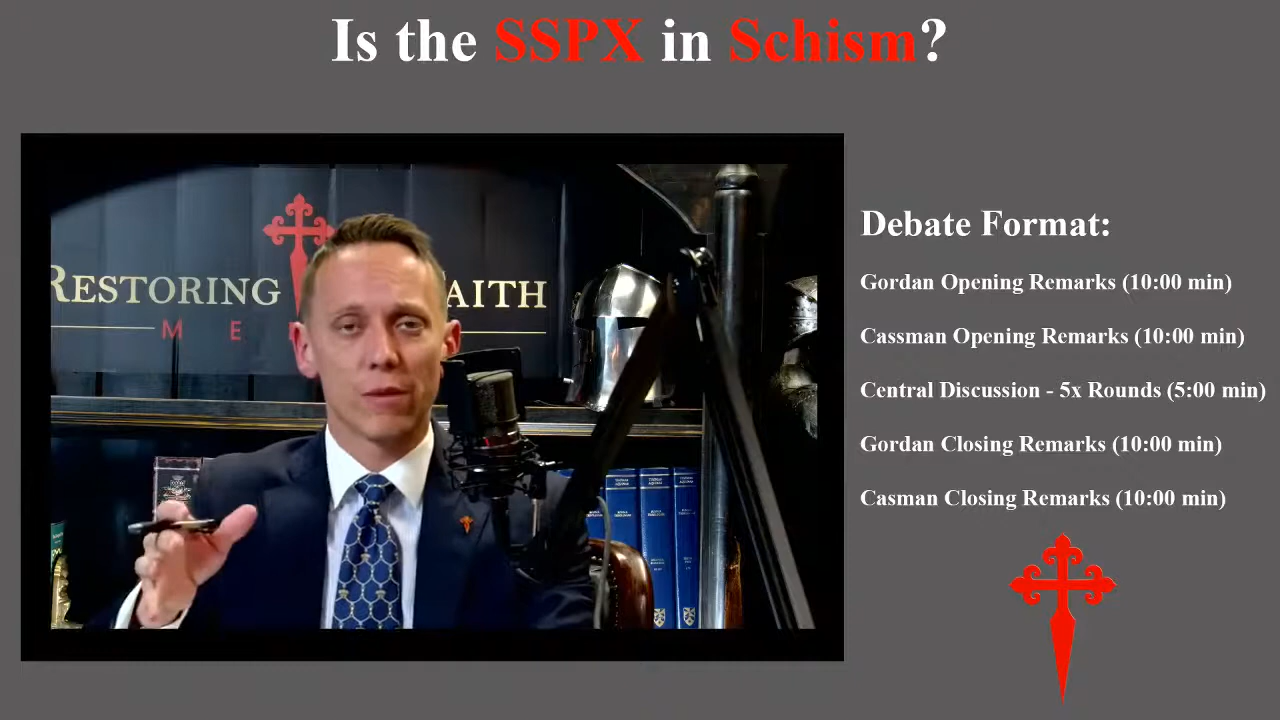 Is the SSPX in Schism?
RESTORING AITH
M E
Debate Format:
Gordan Opening Remarks (10:00 min)
Cassman Opening Remarks (10:00 min)
Central Discussion - 5x Rounds (5:00 min)
Gordan Closing Remarks (10:00 min)
Casman Closing Remarks (10:00 min)